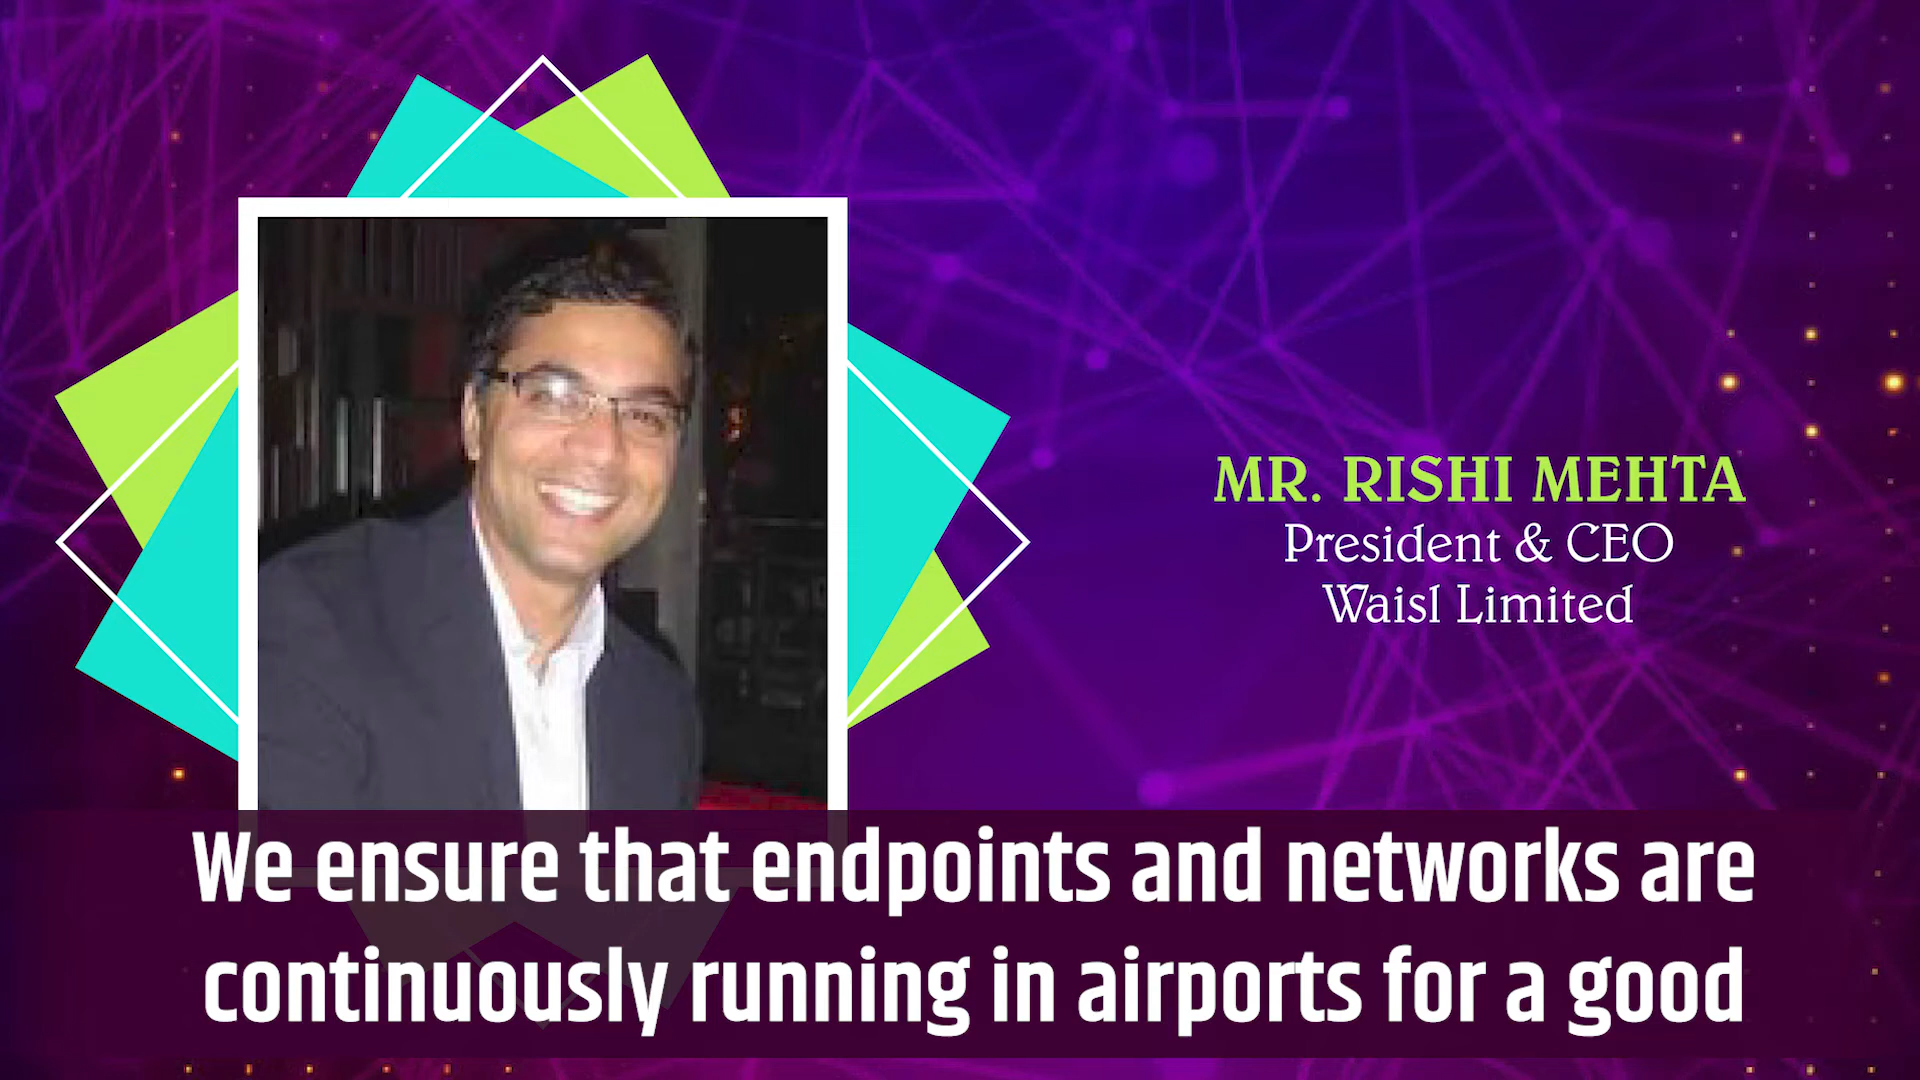 MR. RISHI MEHTA
President & CEO
Waisl Limited
We ensure that endpoints and networks are
continuously running in airports for a good